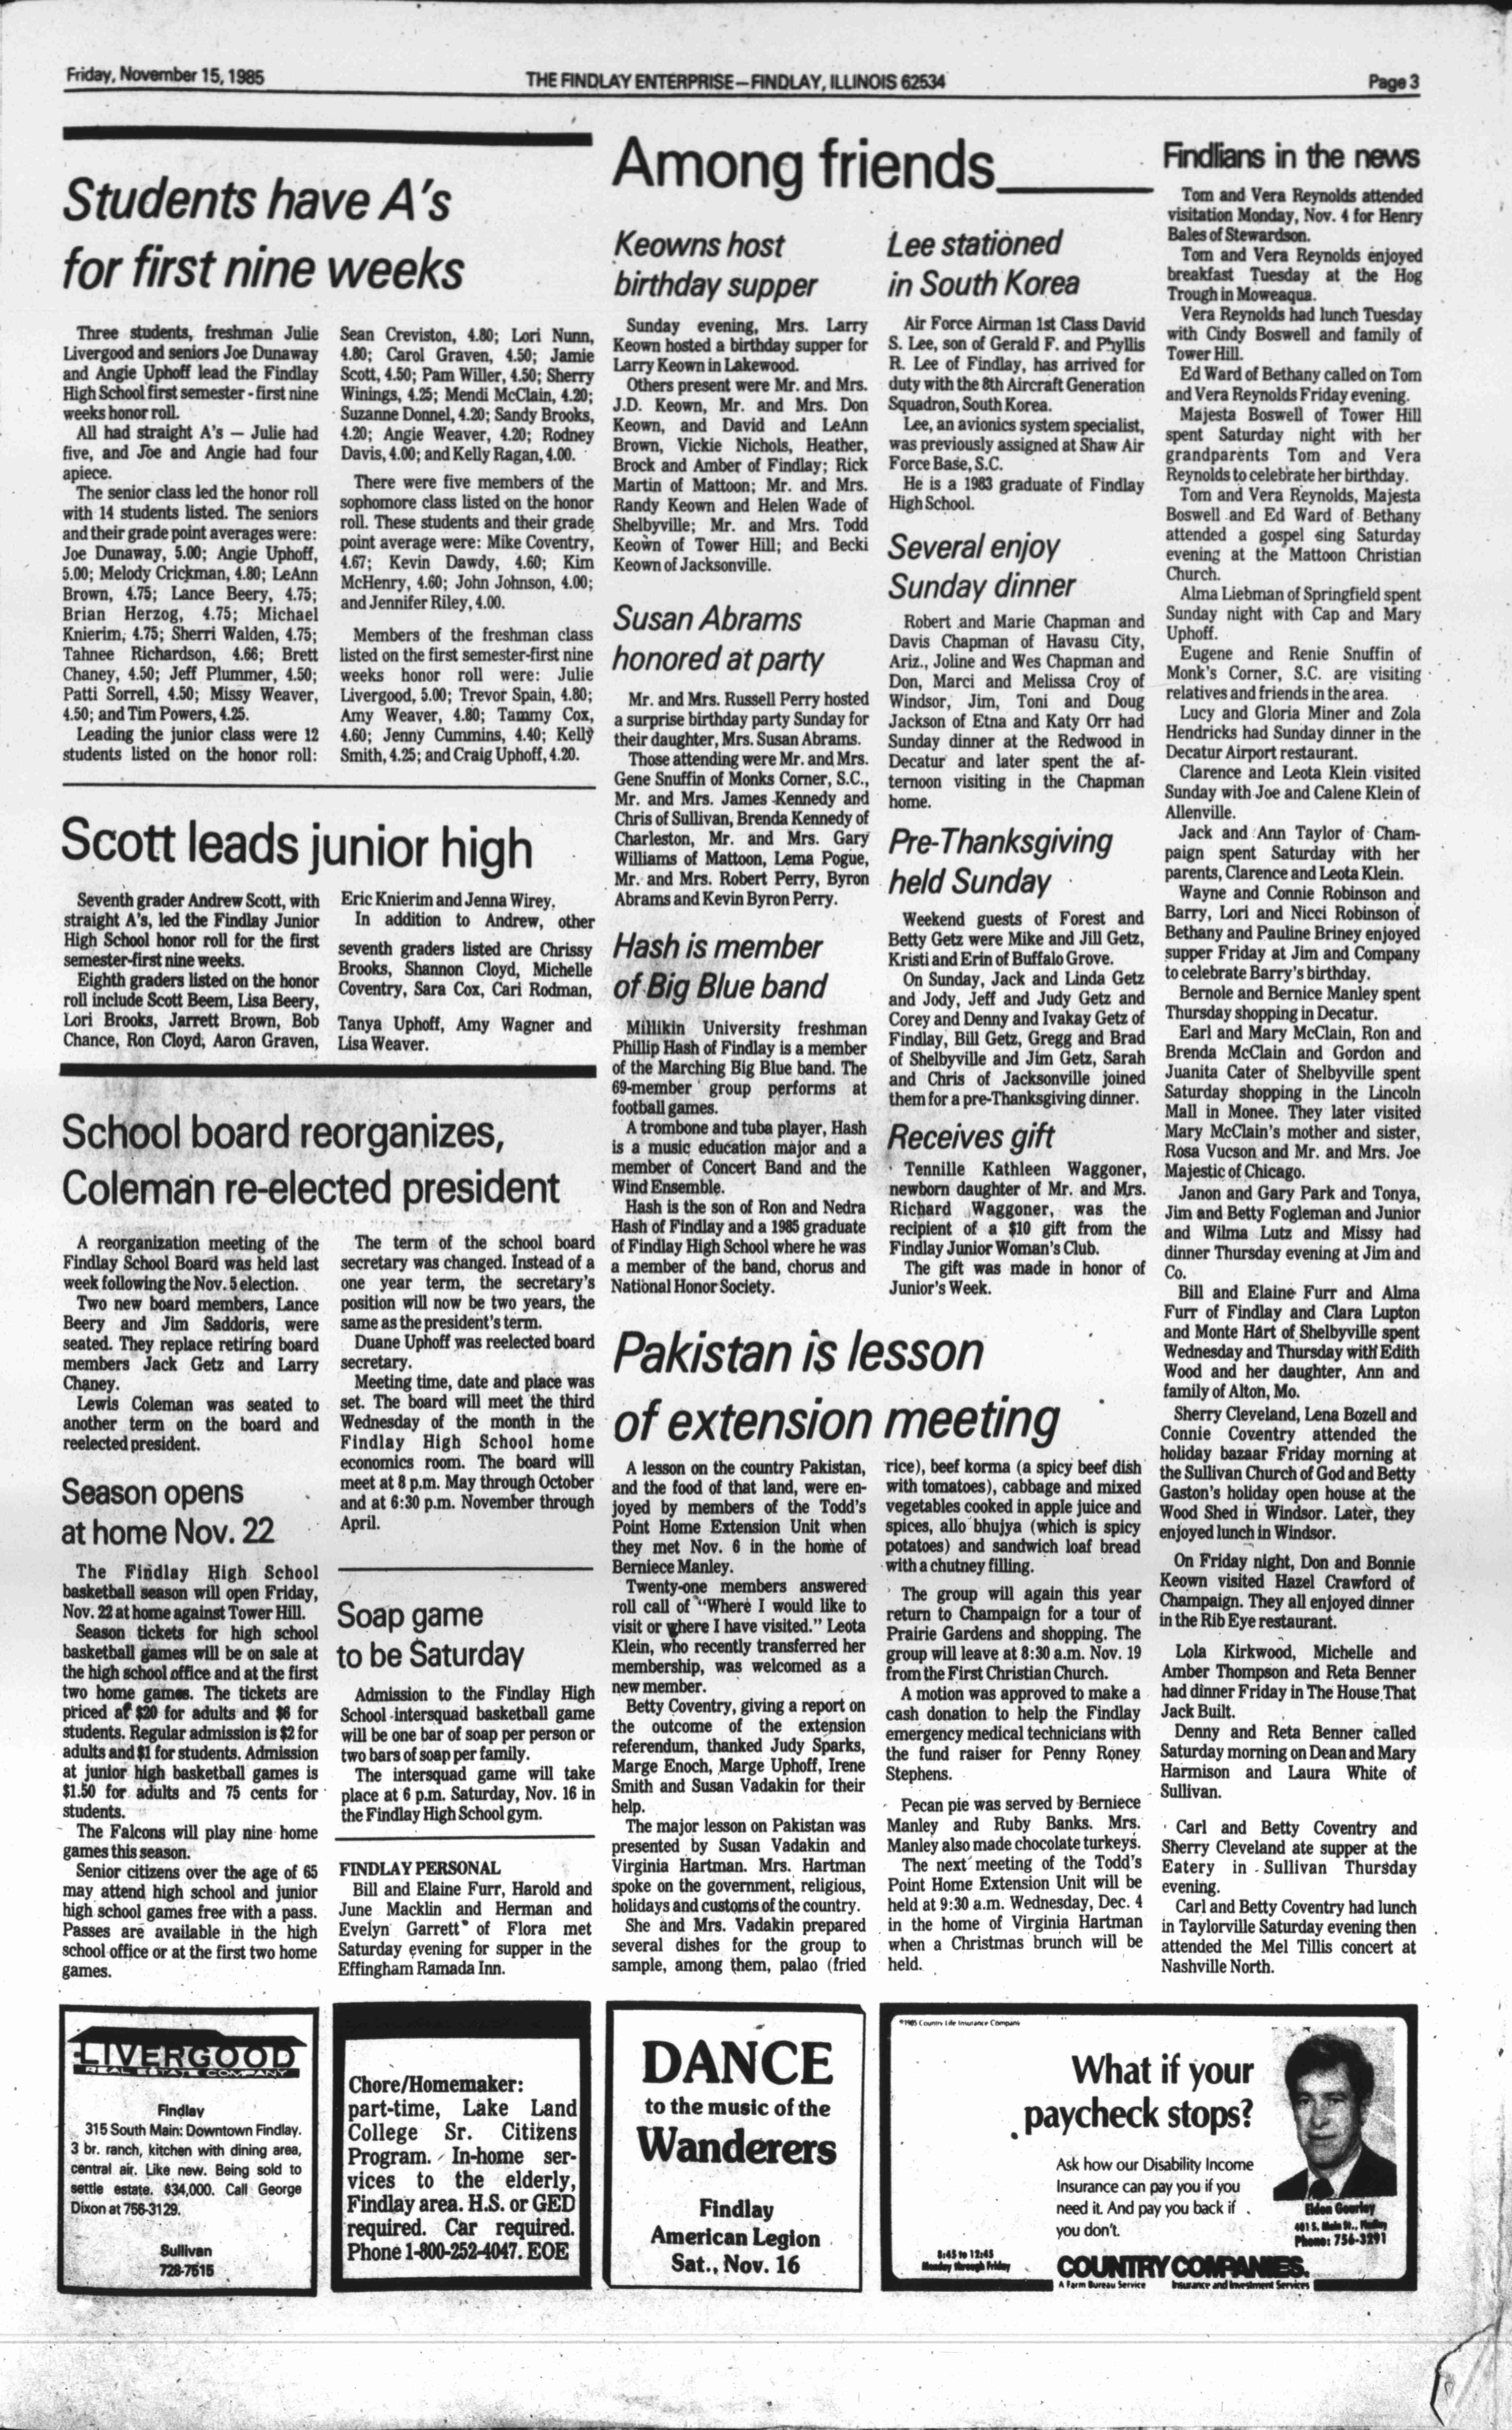 Friday, November 15, 1985
THE FINDLAY ENTERPRISE—FINDLAY, ILLINOIS 62534
Page 3
Students have A's
for first nine weeks
Three students, freshman Julie
Livergood and seniors Joe Dunaway
and Angie Uphoff lead the Findlay
High School first semester - first nine
weeks honor roll.
All had straight A's — Julie had
five, and Joe and Angie had four
apiece.
The senior class led the honor roll
with 14 students listed. The seniors
and their grade point averages were:
Joe Dunaway, 5.00; Angie Uphoff,
5.00; Melody Crickman, 4.80; LeAnn
Brown, 4.75; Lance Beery, 4.75;
Brian Herzog, 4.75; Michael
Knierim, 4.75; Sherri Walden, 4.75;
Tahnee Richardson, 4.66; Brett
Chaney, 4.50; Jeff Plummer, 4.50;
Patti Sorrell, 4.50; Missy Weaver,
4.50; and Tim Powers, 4.25.
Leading the junior class were 12
students listed on the honor roll:
Sean Creviston, 4.80; Lori Nunn,
4.80; Carol Graven, 4.50; Jamie
Scott, 4.50; Pam Willer, 4.50; Sherry
Winings, 4.25; Mendi McClain, 4.20;
Suzanne Donnel, 4.20; Sandy Brooks,
4.20; Angie Weaver, 4.20; Rodney
Davis, 4.00; and Kelly Ragan, 4.00.
There were five members of the
sophomore class listed on the honor
roll. These students and their grade
point average were: Mike Coventry,
4.67; Kevin Dawdy, 4.60; Kim
McHenry, 4.60; John Johnson, 4.00;
and Jennifer Riley, 4.00.
Members of the freshman class
listed on the first semester-first nine
weeks honor roll were: Julie
Livergood, 5.00; Trevor Spain, 4.80;
Amy Weaver, 4.80; Tammy Cox,
4.60; Jenny Cummins, 4.40; Kelly
Smith, 4.25; and Craig Uphoff, 4.20.
Scott leads junior high
Seventh grader Andrew Scott, with
straight A's, led the Findlay Junior
High School honor roll for the first
semester-first nine weeks.
Eighth graders listed on the honor
roll include Scott Beem, Lisa Beery,
Lori Brooks, Jarrett Brown, Bob
Chance, Ron Cloyd, Aaron Graven,
Eric Knierim and Jenna Wirey.
In addition to Andrew, other
seventh graders listed are Chrissy
Brooks, Shannon Cloyd, Michelle
Coventry, Sara Cox, Cari Rodman,
Tanya Uphoff, Amy Wagner and
Lisa Weaver.
School board reorganizes,
Coleman re-elected president
A reorganization meeting of the
Findlay School Board was held last
week following the Nov. 5 election.
Two new board members, Lance
Beery and Jim Saddoris, were
seated. They replace retiring board
members Jack Getz and Larry
Chaney.
Lewis Coleman was seated to
another term on the board and
reelected president.
The term of the school board
secretary was changed. Instead of a
one year term, the secretary's
position will now be two years, the
same as the president's term.
Duane Uphoff was reelected board
secretary.
Meeting time, date and place was
set. The board will meet the third
Wednesday of the month in the
Findlay High School home
economics room. The board will
meet at 8 p.m. May through October
and at 6:30 p.m. November through
April.
Season opens
at home Nov. 22
The Findlay High School
basketball season will open Friday,
Nov. 22 at home against Tower Hill.
Season tickets for high school
basketball games will be on sale at
the high school office and at the first
two home games. The tickets are
priced at $20 for adults and $6 for
students. Regular admission is $2 for
adults and $1 for students. Admission
at junior high basketball games is
$1.50 for adults and 75 cents for
students.
The Falcons will play nine home
games this season.
Senior citizens over the age of 65
may attend high school and junior
high school games free with a pass.
Passes are available in the high
school office or at the first two home
games.
Soap game
to be Saturday
Admission to the Findlay High
School intersquad basketball game
will be one bar of soap per person or
two bars of soap per family.
The intersquad game will take
place at 6 p.m. Saturday, Nov. 16 in
the Findlay High School gym.
FINDLAY PERSONAL
Bill and Elaine Furr, Harold and
June Macklin and Herman and
Evelyn Garrett of Flora met
Saturday evening for supper in the
Effingham Ramada Inn.
Among friends
Keowns host
birthday supper
Sunday evening, Mrs. Larry
Keown hosted a birthday supper for
Larry Keown in Lakewood.
Others present were Mr. and Mrs.
J.D. Keown, Mr. and Mrs. Don
Keown, and David and LeAnn
Brown, Vickie Nichols, Heather,
Brock and Amber of Findlay; Rick
Martin of Mattoon; Mr. and Mrs.
Randy Keown and Helen Wade of
Shelbyville; Mr. and Mrs. Todd
Keown of Tower Hill; and Becki
Keown of Jacksonville.
Susan Abrams
honored at party
Mr. and Mrs. Russell Perry hosted
a surprise birthday party Sunday for
their daughter, Mrs. Susan Abrams.
Those attending were Mr. and Mrs.
Gene Snuffin of Monks Corner, S.C.,
Mr. and Mrs. James Kennedy and
Chris of Sullivan, Brenda Kennedy of
Charleston, Mr. and Mrs. Gary
Williams of Mattoon, Lema Pogue,
Mr. and Mrs. Robert Perry, Byron
Abrams and Kevin Byron Perry.
Hash is member
of Big Blue band
Millikin University freshman
Phillip Hash of Findlay is a member
of the Marching Big Blue band. The
69-member group performs at
football games.
A trombone and tuba player, Hash
is a music education major and a
member of Concert Band and the
Wind Ensemble.
Hash is the son of Ron and Nedra
Hash of Findlay and a 1985 graduate
of Findlay High School where he was
a member of the band, chorus and
National Honor Society.
Lee stationed
in South Korea
Air Force Airman 1st Class David
S. Lee, son of Gerald F. and Phyllis
R. Lee of Findlay, has arrived for
duty with the 8th Aircraft Generation
Squadron, South Korea.
Lee, an avionics system specialist,
was previously assigned at Shaw Air
Force Base, S.C.
He is a 1983 graduate of Findlay
High School.
Several enjoy
Sunday dinner
Robert and Marie Chapman and
Davis Chapman of Havasu City,
Ariz., Joline and Wes Chapman and
Don, Marci and Melissa Croy of
Windsor, Jim, Toni and Doug
Jackson of Etna and Katy Orr had
Sunday dinner at the Redwood in
Decatur and later spent the af-
ternoon visiting in the Chapman
home.
Pre-Thanksgiving
held Sunday
Weekend guests of Forest and
Betty Getz were Mike and Jill Getz,
Kristi and Erin of Buffalo Grove.
On Sunday, Jack and Linda Getz
and Jody, Jeff and Judy Getz and
Corey and Denny and Ivakay Getz of
Findlay, Bill Getz, Gregg and Brad
of Shelbyville and Jim Getz, Sarah
and Chris of Jacksonville joined
them for a pre-Thanksgiving dinner.
Receives gift
Tennille Kathleen Waggoner,
newborn daughter of Mr. and Mrs.
Richard Waggoner, was the
recipient of a $10 gift from the
Findlay Junior Woman's Club.
The gift was made in honor of
Junior's Week.
Pakistan is lesson
of extension meeting
A lesson on the country Pakistan,
and the food of that land, were en-
joyed by members of the Todd's
Point Home Extension Unit when
they met Nov. 6 in the home of
Berniece Manley.
Twenty-one members answered
roll call of "Where I would like to
visit or where I have visited." Leota
Klein, who recently transferred her
membership, was welcomed as a
new member.
Betty Coventry, giving a report on
the outcome of the extension
referendum, thanked Judy Sparks,
Marge Enoch, Marge Uphoff, Irene
Smith and Susan Vadakin for their
help.
The major lesson on Pakistan was
presented by Susan Vadakin and
Virginia Hartman. Mrs. Hartman
spoke on the government, religious,
holidays and customs of the country.
She and Mrs. Vadakin prepared
several dishes for the group to
sample, among them, palao (fried
rice), beef korma (a spicy beef dish
with tomatoes), cabbage and mixed
vegetables cooked in apple juice and
spices, allo bhujya (which is spicy
potatoes) and sandwich loaf bread
with a chutney filling.
The group will again this year
return to Champaign for a tour of
Prairie Gardens and shopping. The
group will leave at 8:30 a.m. Nov. 19
from the First Christian Church.
A motion was approved to make a
cash donation to help the Findlay
emergency medical technicians with
the fund raiser for Penny Roney
Stephens.
Pecan pie was served by Berniece
Manley and Ruby Banks. Mrs.
Manley also made chocolate turkeys.
The next meeting of the Todd's
Point Home Extension Unit will be
held at 9:30 a.m. Wednesday, Dec. 4
in the home of Virginia Hartman
when a Christmas brunch will be
held.
Findlians in the news
Tom and Vera Reynolds attended
visitation Monday, Nov. 4 for Henry
Bales of Stewardson.
Tom and Vera Reynolds enjoyed
breakfast Tuesday at the Hog
Trough in Moweaqua.
Vera Reynolds had lunch Tuesday
with Cindy Boswell and family of
Tower Hill.
Ed Ward of Bethany called on Tom
and Vera Reynolds Friday evening.
Majesta Boswell of Tower Hill
spent Saturday night with her
grandparents Tom and Vera
Reynolds to celebrate her birthday.
Tom and Vera Reynolds, Majesta
Boswell and Ed Ward of Bethany
attended a gospel sing Saturday
evening at the Mattoon Christian
Church.
Alma Liebman of Springfield spent
Sunday night with Cap and Mary
Uphoff.
Eugene and Renie Snuffin of
Monk's Corner, S.C. are visiting
relatives and friends in the area.
Lucy and Gloria Miner and Zola
Hendricks had Sunday dinner in the
Decatur Airport restaurant.
Clarence and Leota Klein visited
Sunday with Joe and Calene Klein of
Allenville.
Jack and Ann Taylor of Cham-
paign spent Saturday with her
parents, Clarence and Leota Klein.
Wayne and Connie Robinson and
Barry, Lori and Nicci Robinson of
Bethany and Pauline Briney enjoyed
supper Friday at Jim and Company
to celebrate Barry's birthday.
Bernole and Bernice Manley spent
Thursday shopping in Decatur.
Earl and Mary McClain, Ron and
Brenda McClain and Gordon and
Juanita Cater of Shelbyville spent
Saturday shopping in the Lincoln
Mall in Monee. They later visited
Mary McClain's mother and sister,
Rosa Vucson and Mr. and Mrs. Joe
Majestic of Chicago.
Janon and Gary Park and Tonya,
Jim and Betty Fogleman and Junior
and Wilma Lutz and Missy had
dinner Thursday evening at Jim and
Co.
Bill and Elaine Furr and Alma
Furr of Findlay and Clara Lupton
and Monte Hart of Shelbyville spent
Wednesday and Thursday with Edith
Wood and her daughter, Ann and
family of Alton, Mo.
Sherry Cleveland, Lena Bozell and
Connie Coventry attended the
holiday bazaar Friday morning at
the Sullivan Church of God and Betty
Gaston's holiday open house at the
Wood Shed in Windsor. Later, they
enjoyed lunch in Windsor.
On Friday night, Don and Bonnie
Keown visited Hazel Crawford of
Champaign. They all enjoyed dinner
in the Rib Eye restaurant.
Lola Kirkwood, Michelle and
Amber Thompson and Reta Benner
had dinner Friday in The House That
Jack Built.
Denny and Reta Benner called
Saturday morning on Dean and Mary
Harmison and Laura White of
Sullivan.
Carl and Betty Coventry and
Sherry Cleveland ate supper at the
Eatery in Sullivan Thursday
evening.
Carl and Betty Coventry had lunch
in Taylorville Saturday evening then
attended the Mel Tillis concert at
Nashville North.
LIVERGOOD
REAL ESTATE COMPANY
Findlay
315 South Main: Downtown Findlay.
3 br. ranch, kitchen with dining area,
central air. Like new. Being sold to
settle estate. $34,000. Call George
Dixon at 756-3129.
Sullivan
728-7515
Chore/Homemaker:
part-time, Lake Land
College Sr. Citizens
Program. In-home ser-
vices to the elderly,
Findlay area. H.S. or GED
required. Car required.
Phone 1-800-252-4047. EOE
DANCE
to the music of the
Wanderers
Findlay
American Legion
Sat., Nov. 16
©1985 Country Life Insurance Company
What if your
paycheck stops?
Ask how our Disability Income
Insurance can pay you if you
need it. And pay you back if
you don't.
Eldon Gourley
401 S. Main St., Findlay
Phone: 756-3291
8:45 to 12:45
Monday through Friday
COUNTRY COMPANIES.
A Farm Bureau Service
Insurance and Investment Services